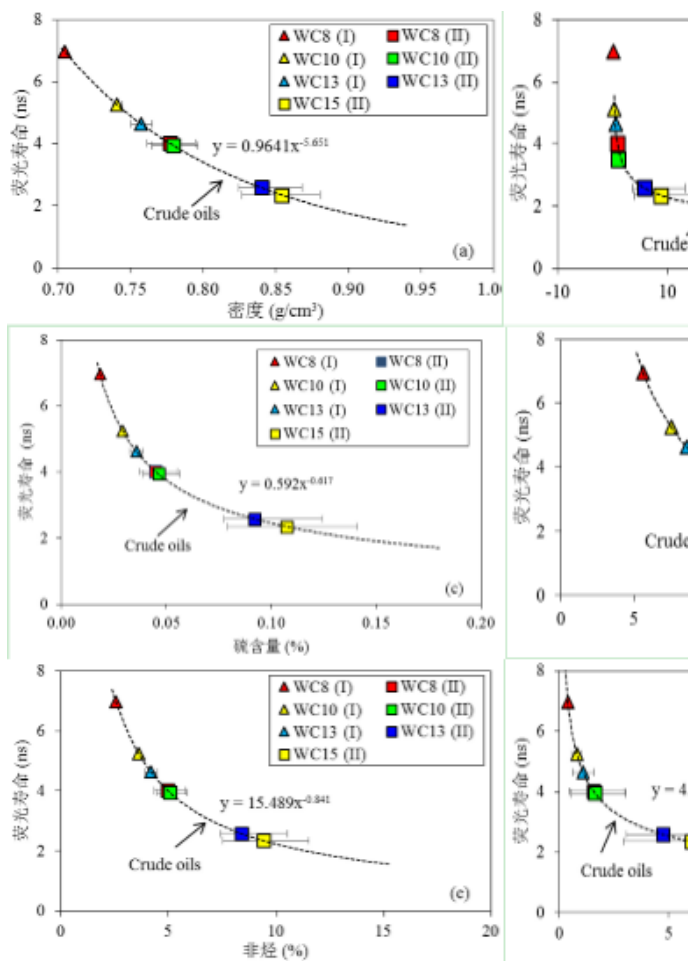 荧光寿命 (ns)
8
6
4
2
0
WC8 (I)
WC8 (II)
WC10 (I)
WC10 (II)
WC13 (I)
WC13 (II)
WC15 (II)
y = 0.9641x-5.651
Crude oils
(a)
0.70
0.75
0.80
0.85
0.90
0.95
1.00
密度 (g/cm³)
荧光寿命 (ns)
8
6
4
2
0
Crude
-10
10
荧光寿命 (ns)
8
6
4
2
0
WC8 (I)
WC8 (II)
WC10 (I)
WC10 (II)
WC13 (I)
WC13 (II)
WC15 (II)
y = 0.592x-0.617
Crude oils
(c)
0.00
0.05
0.10
0.15
0.20
硫含量 (%)
荧光寿命 (ns)
8
6
4
2
0
Crude
0
5
荧光寿命 (ns)
8
6
4
2
0
WC8 (I)
WC8 (II)
WC10 (I)
WC10 (II)
WC13 (I)
WC13 (II)
WC15 (II)
y = 15.489x-0.841
Crude oils
(e)
0
5
10
15
20
非烃 (%)
荧光寿命 (ns)
8
6
4
2
0
y = 4.
Crude oils
0
5